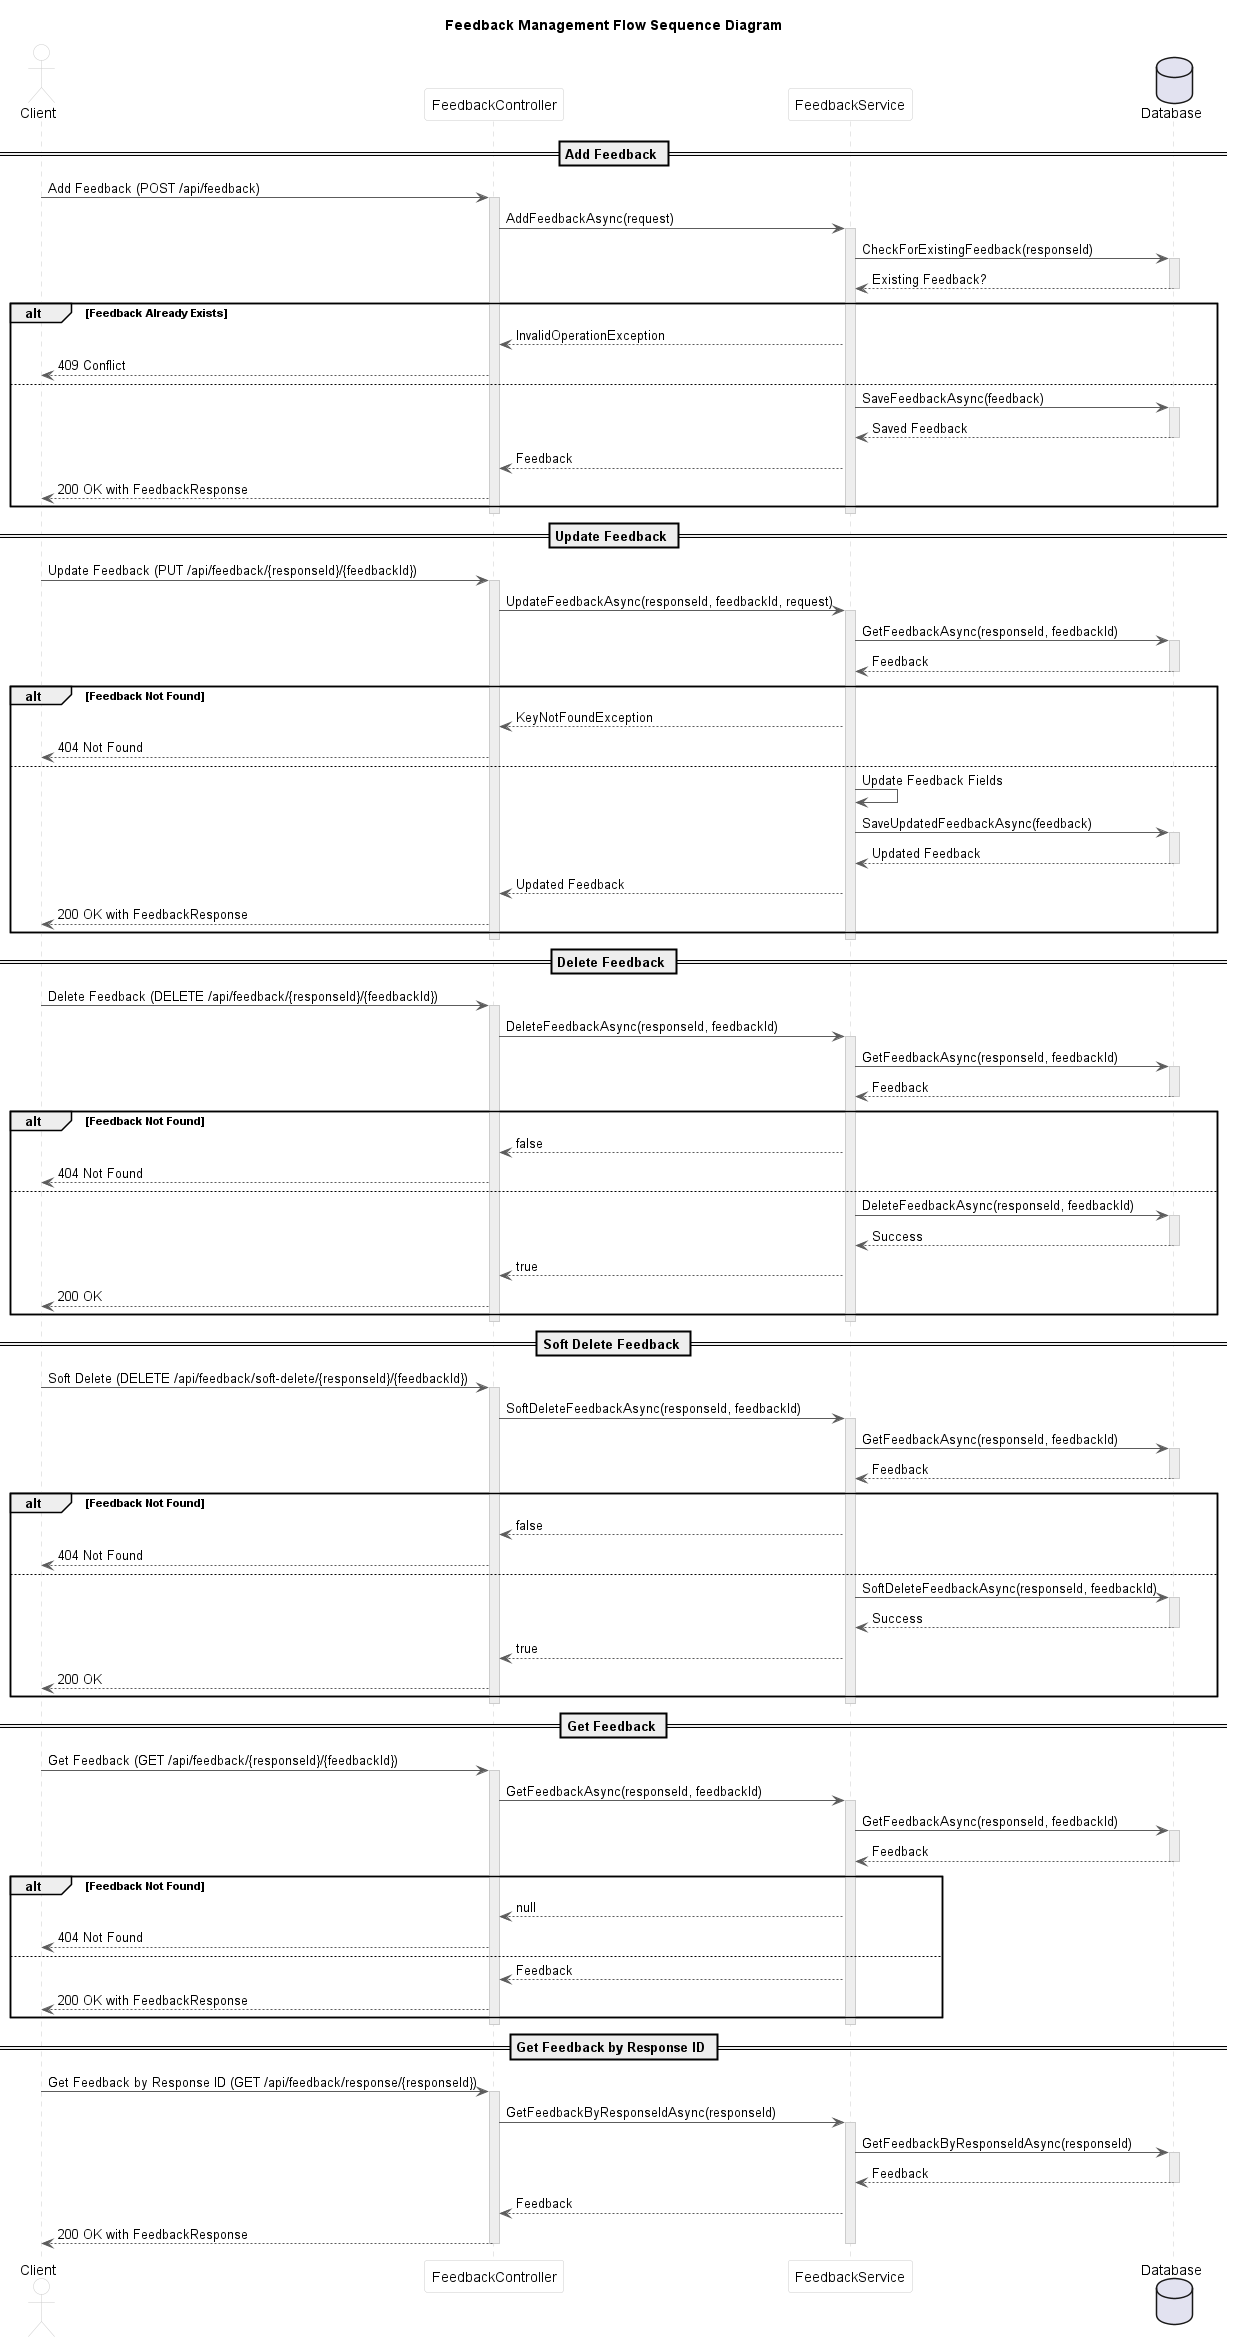 Feedback Management Flow Sequence Diagram
Client
FeedbackController
FeedbackService
Database
Add Feedback
Add Feedback (POST /api/feedback)
AddFeedbackAsync(request)
CheckForExistingFeedback(responseId)
Existing Feedback?
alt [Feedback Already Exists]
InvalidOperationException
409 Conflict
SaveFeedbackAsync(feedback)
Saved Feedback
Feedback
200 OK with FeedbackResponse
Update Feedback
Update Feedback (PUT /api/feedback/{responseId}/{feedbackId})
UpdateFeedbackAsync(responseId, feedbackId, request)
GetFeedbackAsync(responseId, feedbackId)
Feedback
alt [Feedback Not Found]
KeyNotFoundException
404 Not Found
Update Feedback Fields
SaveUpdatedFeedbackAsync(feedback)
Updated Feedback
Updated Feedback
200 OK with FeedbackResponse
Delete Feedback
Delete Feedback (DELETE /api/feedback/{responseId}/{feedbackId})
DeleteFeedbackAsync(responseId, feedbackId)
GetFeedbackAsync(responseId, feedbackId)
Feedback
alt [Feedback Not Found]
false
404 Not Found
DeleteFeedbackAsync(responseId, feedbackId)
Success
true
200 OK
Soft Delete Feedback
Soft Delete (DELETE /api/feedback/soft-delete/{responseId}/{feedbackId})
SoftDeleteFeedbackAsync(responseId, feedbackId)
GetFeedbackAsync(responseId, feedbackId)
Feedback
alt [Feedback Not Found]
false
404 Not Found
SoftDeleteFeedbackAsync(responseId, feedbackId)
Success
true
200 OK
Get Feedback
Get Feedback (GET /api/feedback/{responseId}/{feedbackId})
GetFeedbackAsync(responseId, feedbackId)
GetFeedbackAsync(responseId, feedbackId)
Feedback
alt [Feedback Not Found]
null
404 Not Found
Feedback
200 OK with FeedbackResponse
Get Feedback by Response ID
Get Feedback by Response ID (GET /api/feedback/response/{responseId})
GetFeedbackByResponseIdAsync(responseId)
GetFeedbackByResponseIdAsync(responseId)
Feedback
Feedback
200 OK with FeedbackResponse
Client
FeedbackController
FeedbackService
Database